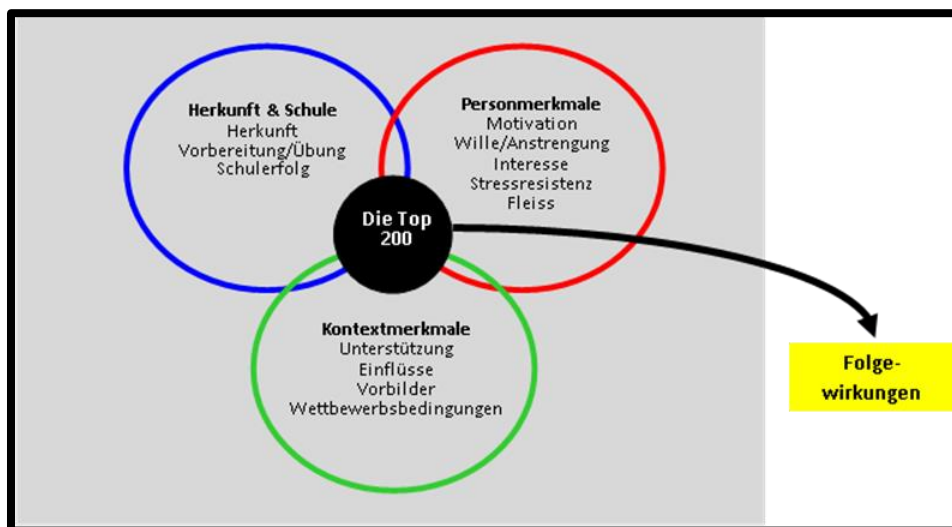 Herkunft & Schule
Herkunft
Vorbereitung/Übung
Schulerfolg
Personmerkmale
Motivation
Wille/Anstrengung
Interesse
Stressresistenz
Fleiss
Die Top
200
Kontextmerkmale
Unterstützung
Einflüsse
Vorbilder
Wettbewerbsbedingungen
Folge-
wirkungen